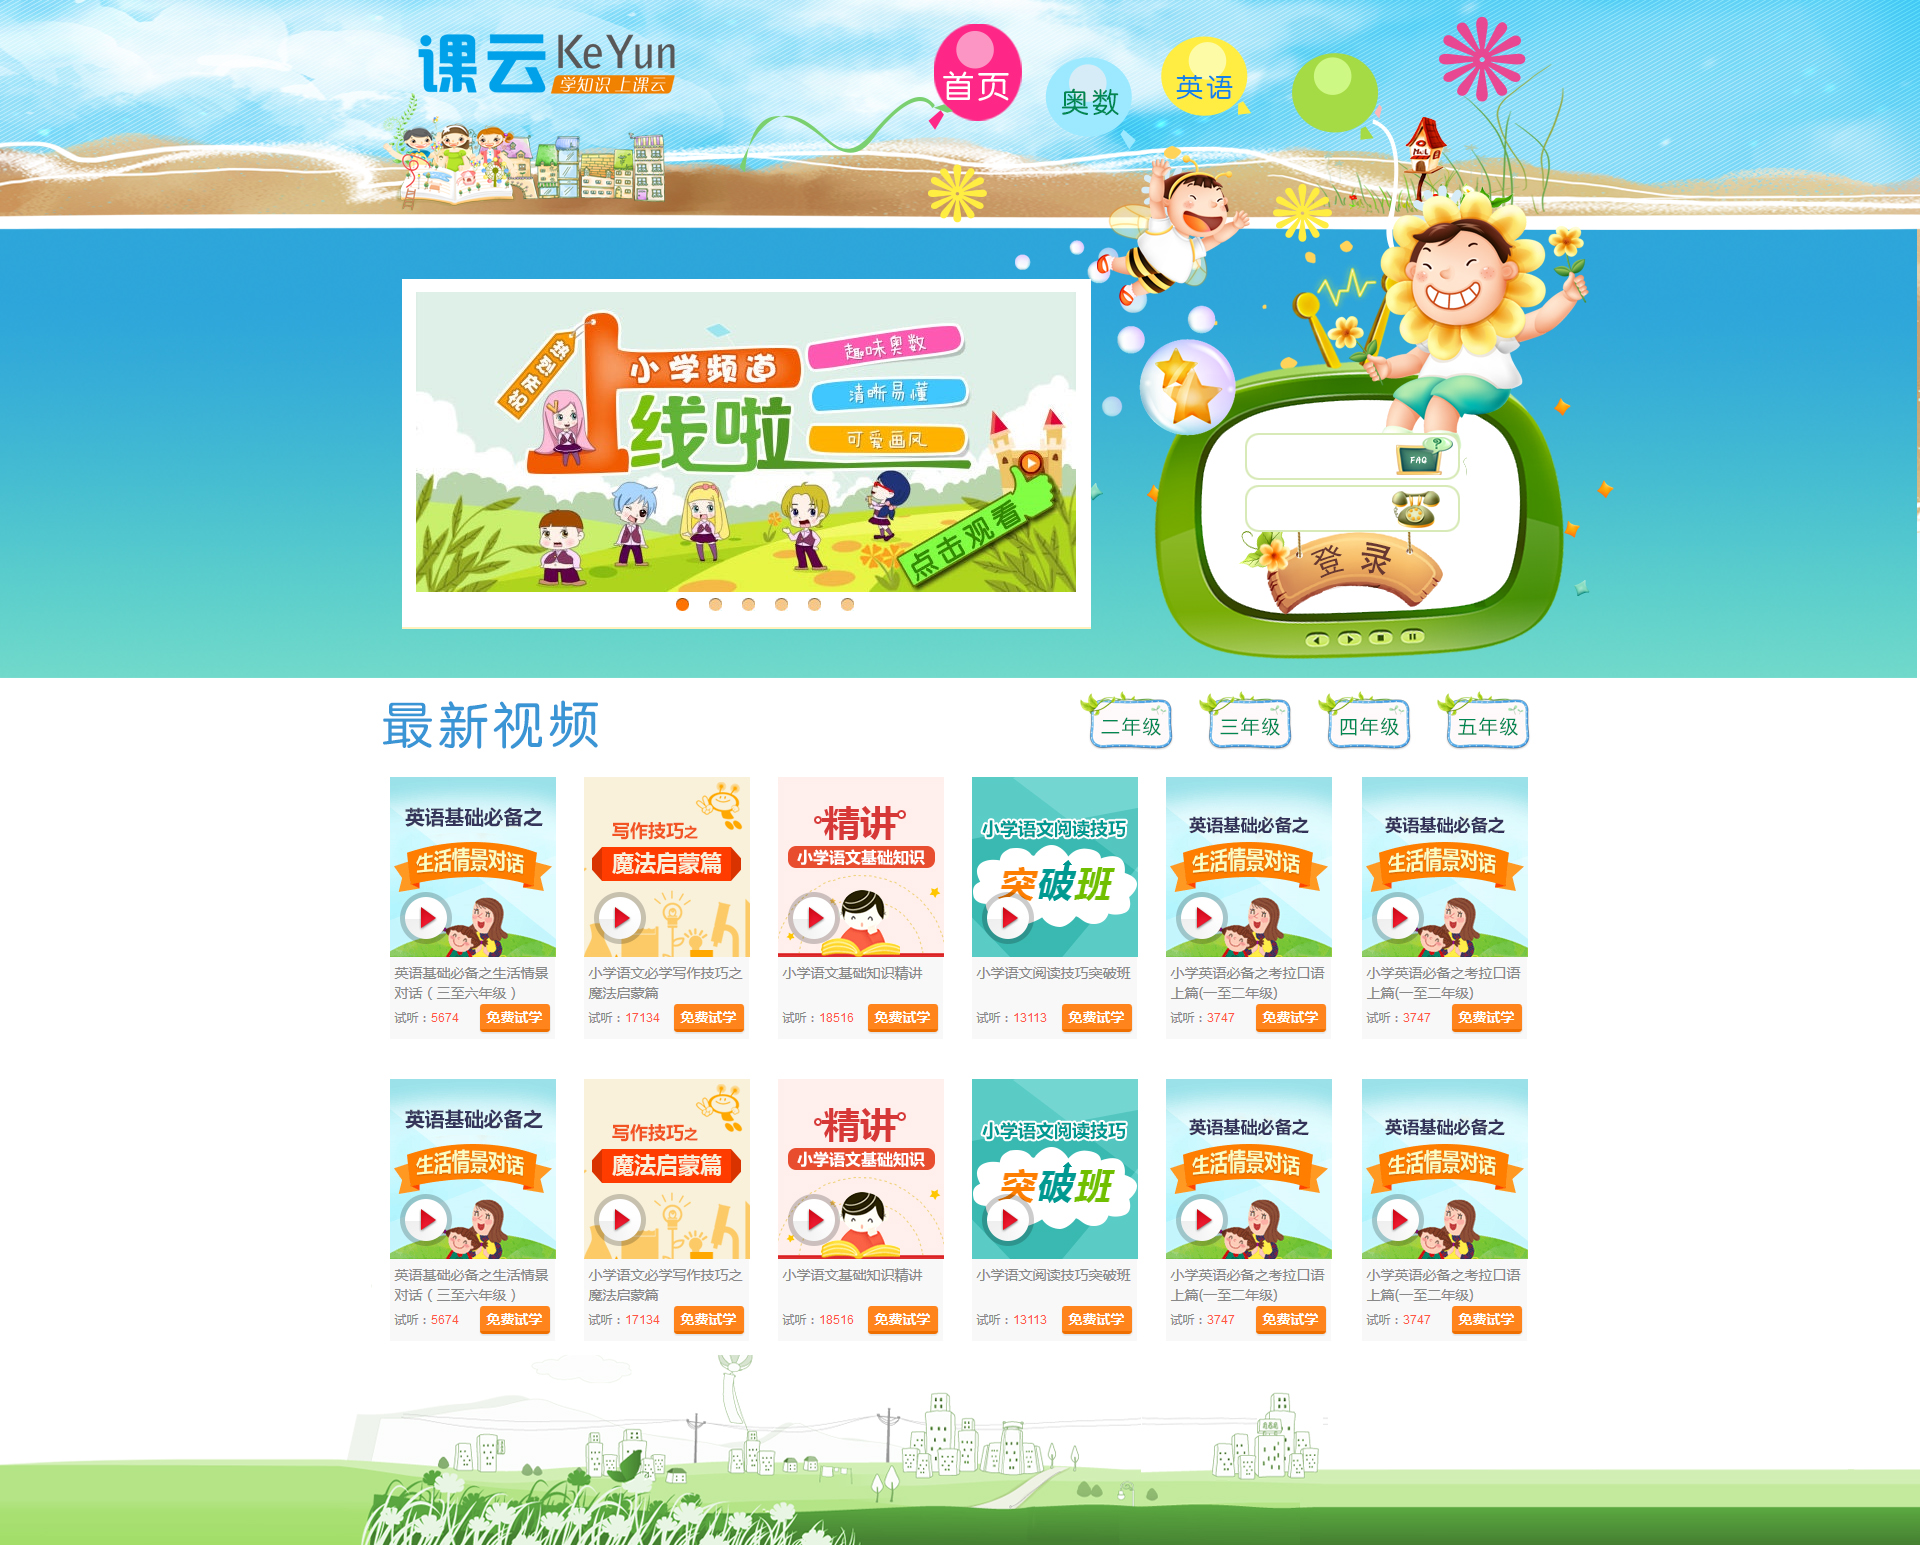 课云 KeYun
学知识 上课云
首页
奥数
英语
小学频道
上线啦
趣味奥数
清晰易懂
可爱画风
点击观看
FAQ
登录
最新视频
二年级
三年级
四年级
五年级
英语基础必备之
生活情景对话
写作技巧之
魔法启蒙篇
精讲
小学语文基础知识
小学语文阅读技巧
突破班
英语基础必备之
生活情景对话
英语基础必备之
生活情景对话
英语基础必备之生活情景
对话（三至六年级）
试听：5674 免费试学
小学语文必学写作技巧之
魔法启蒙篇
试听：17134 免费试学
小学语文基础知识精讲
试听：18516 免费试学
小学语文阅读技巧突破班
试听：13113 免费试学
小学英语必备之考拉口语
上篇(一至二年级)
试听：3747 免费试学
小学英语必备之考拉口语
上篇(一至二年级)
试听：3747 免费试学
英语基础必备之
生活情景对话
写作技巧之
魔法启蒙篇
精讲
小学语文基础知识
小学语文阅读技巧
突破班
英语基础必备之
生活情景对话
英语基础必备之
生活情景对话
英语基础必备之生活情景
对话（三至六年级）
试听：5674 免费试学
小学语文必学写作技巧之
魔法启蒙篇
试听：17134 免费试学
小学语文基础知识精讲
试听：18516 免费试学
小学语文阅读技巧突破班
试听：13113 免费试学
小学英语必备之考拉口语
上篇(一至二年级)
试听：3747 免费试学
小学英语必备之考拉口语
上篇(一至二年级)
试听：3747 免费试学